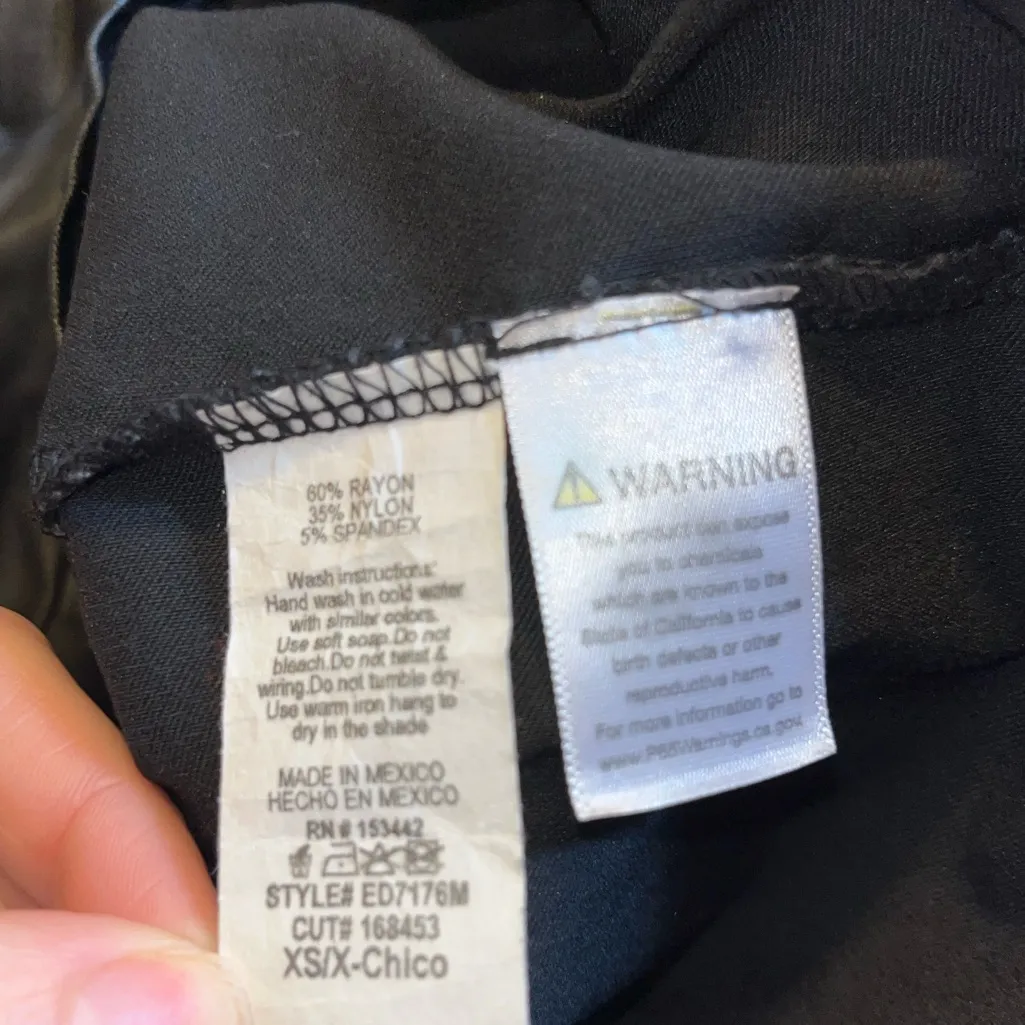 60% RAYON
35% NYLON
5% SPANDEX
Wash instructions:
Hand wash in cold water
with similar colors.
Use soft soap.Do not
bleach.Do not twist &
wiring.Do not tumble dry.
Use warm iron hang to
dry in the shade
MADE IN MEXICO
HECHO EN MEXICO
RN # 153442
STYLE# ED7176M
CUT# 168453
XS/X-Chico
WARNING
This product can expose
you to chemicals
which are known to the
State of California to cause
birth defects or other
reproductive harm.
For more information go to
www.P65Warnings.ca.gov